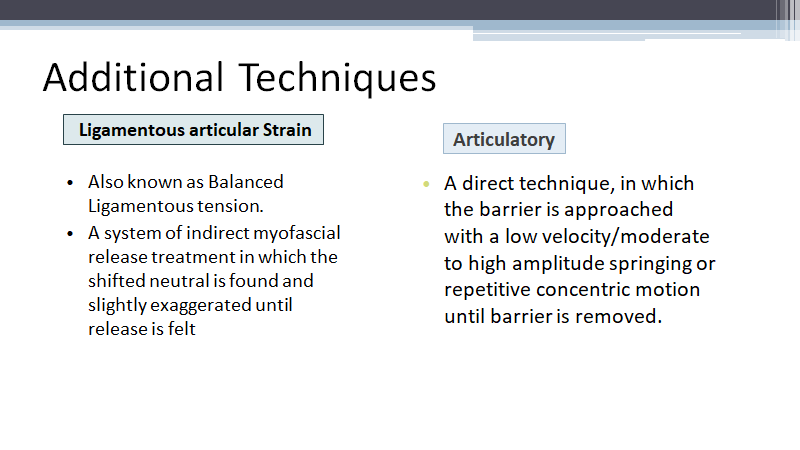 Additional Techniques
Ligamentous articular Strain
• Also known as Balanced
Ligamentous tension.
• A system of indirect myofascial
release treatment in which the
shifted neutral is found and
slightly exaggerated until
release is felt
Articulatory
• A direct technique, in which
the barrier is approached
with a low velocity/moderate
to high amplitude springing or
repetitive concentric motion
until barrier is removed.